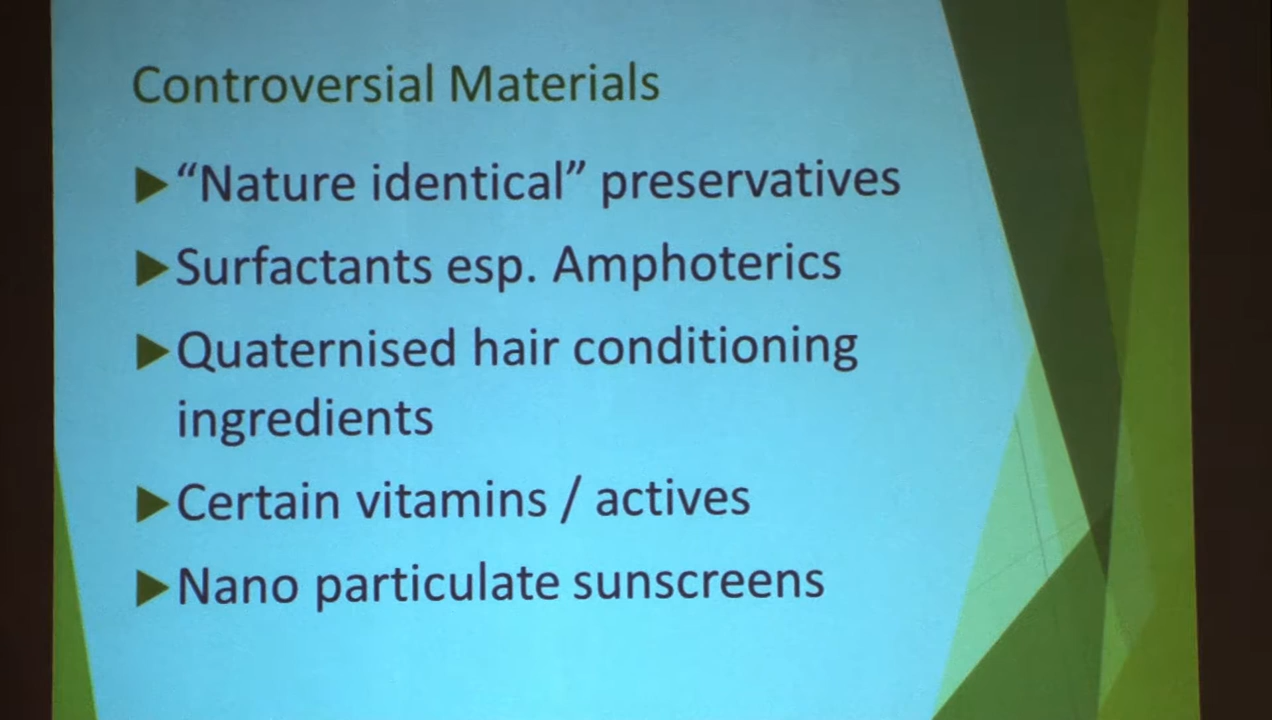 Controversial Materials
“Nature identical” preservatives
Surfactants esp. Amphoterics
Quaternised hair conditioning
ingredients
Certain vitamins / actives
Nano particulate sunscreens